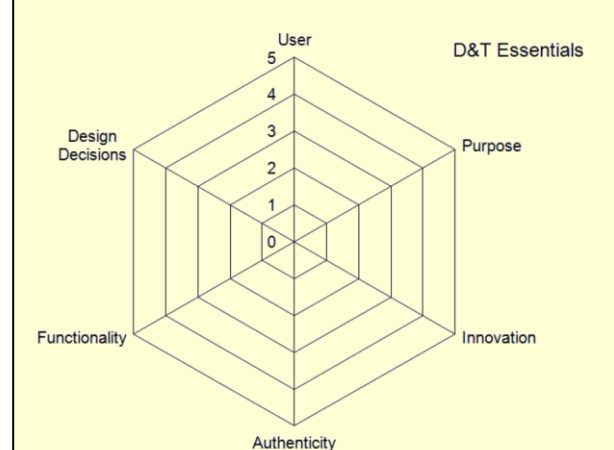 User
D&T Essentials
5
4
Design
Decisions
Purpose
3
2
1
0
Functionality
Innovation
Authenticity